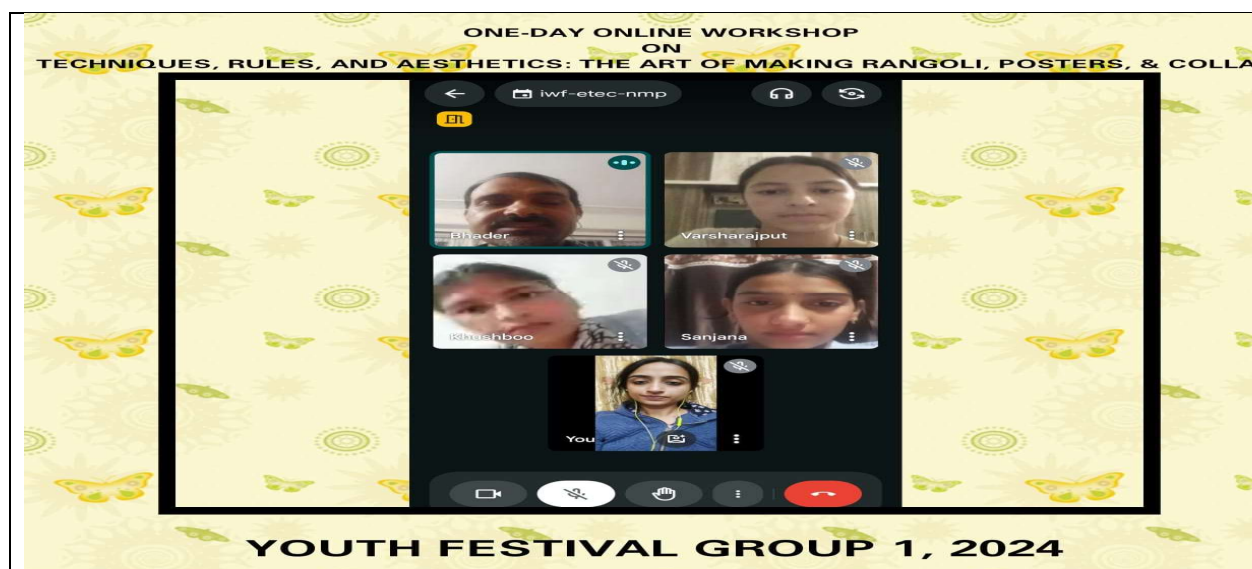 ONE-DAY ONLINE WORKSHOP
ON
TECHNIQUES, RULES, AND AESTHETICS: THE ART OF MAKING RANGOLI, POSTERS, & COLLA
iwf-etec-nmp
Bhader
Varsharajput
Khushboo
Sanjana
You
YOUTH FESTIVAL GROUP 1, 2024